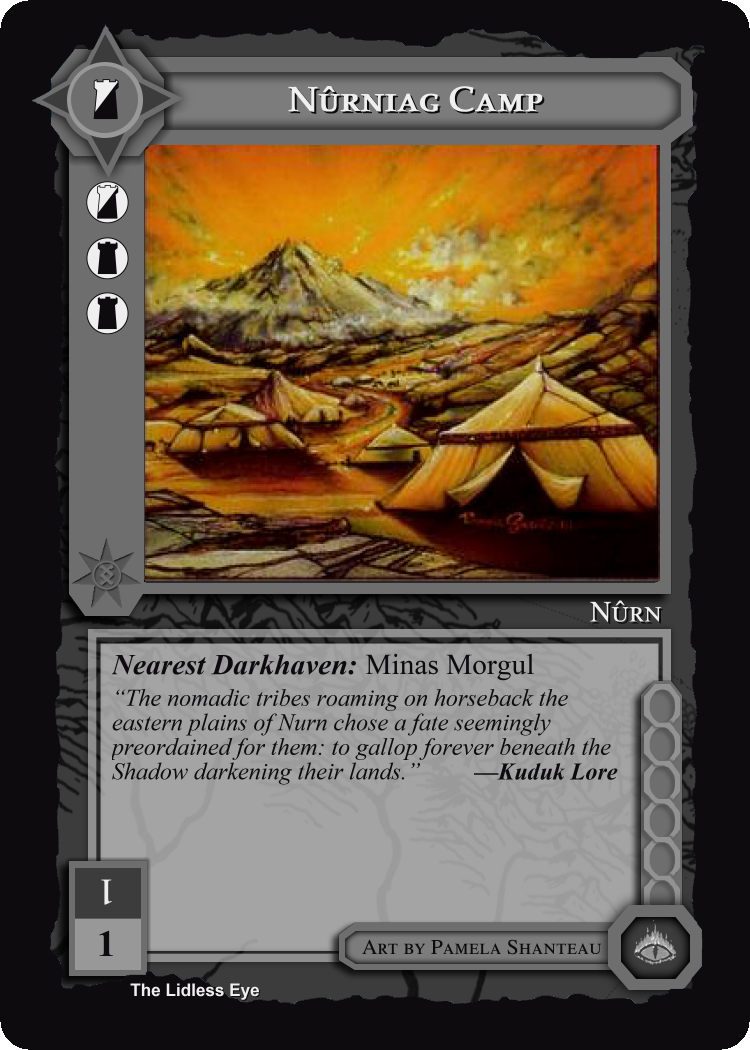 Nûrniag Camp
Nûrn
Nearest Darkhaven: Minas Morgul
“The nomadic tribes roaming on horseback the
eastern plains of Nurn chose a fate seemingly
preordained for them: to gallop forever beneath the
Shadow darkening their lands.” —Kuduk Lore
1
1
Art by Pamela Shanteau
The Lidless Eye